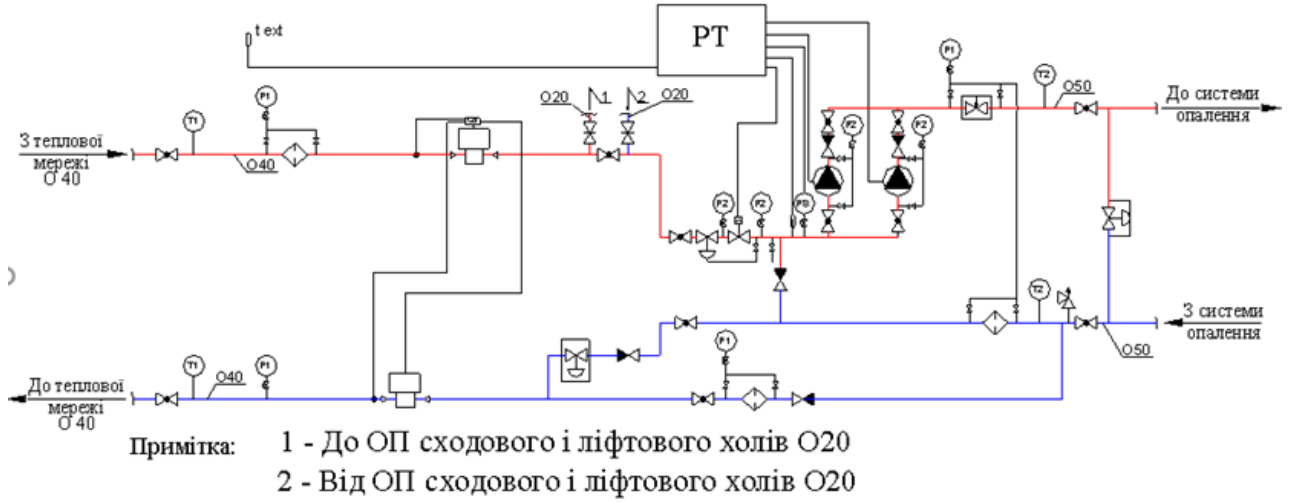 t ext
РТ
P1
T2
O50
До системи
опалення
O20
1
2
O20
P1
T1
З теплової
мережі
O 40
O40
P2
P2
P2
P2
PS
T2
З системи
опалення
O50
P1
T1
P1
O40
До теплової
мережі
O 40
Примітка:
1 - До ОП сходового і ліфтового холів O20
2 - Від ОП сходового і ліфтового холів O20